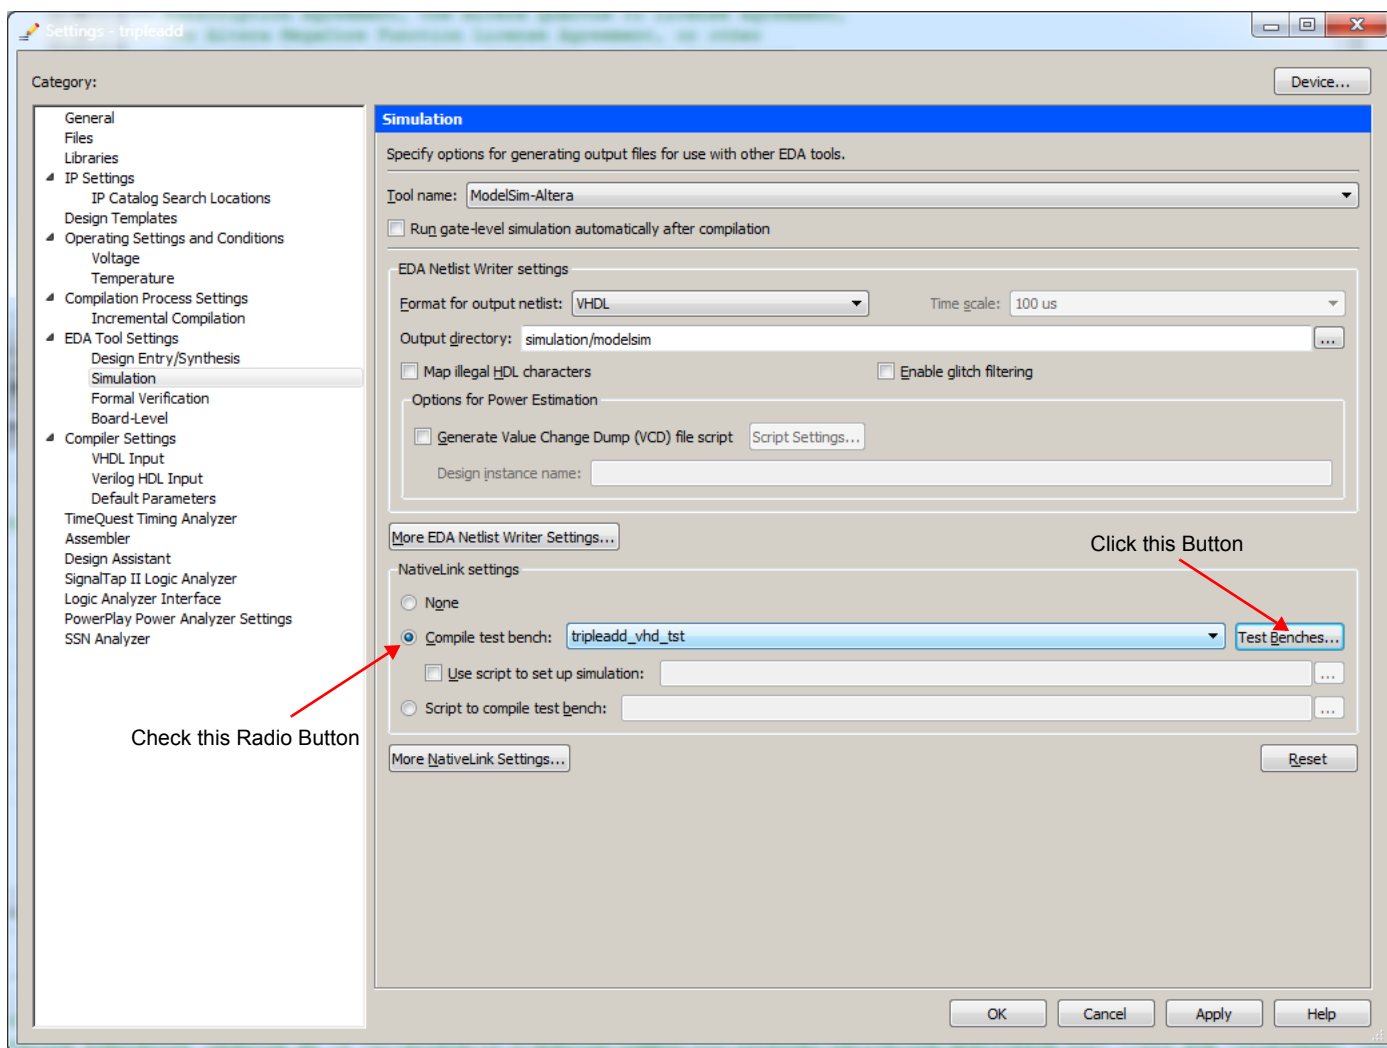 Settings - tripleadd
Category:
Device...
General
Files
Libraries
IP Settings
IP Catalog Search Locations
Design Templates
Operating Settings and Conditions
Voltage
Temperature
Compilation Process Settings
Incremental Compilation
EDA Tool Settings
Design Entry/Synthesis
Simulation
Formal Verification
Board-Level
Compiler Settings
VHDL Input
Verilog HDL Input
Default Parameters
TimeQuest Timing Analyzer
Assembler
Design Assistant
SignalTap II Logic Analyzer
Logic Analyzer Interface
PowerPlay Power Analyzer Settings
SSN Analyzer
Simulation
Specify options for generating output files for use with other EDA tools.
Tool name: ModelSim-Altera
Run gate-level simulation automatically after compilation
EDA Netlist Writer settings
Format for output netlist: VHDL Time scale: 100 us
Output directory: simulation/modelsim ...
Map illegal HDL characters Enable glitch filtering
Options for Power Estimation
Generate Value Change Dump (VCD) file script Script Settings...
Design instance name:
More EDA Netlist Writer Settings...
Click this Button
NativeLink settings
None
Compile test bench: tripleadd_vhd_tst Test Benches...
Use script to set up simulation: ...
Script to compile test bench: ...
Check this Radio Button
More NativeLink Settings... Reset
OK Cancel Apply Help